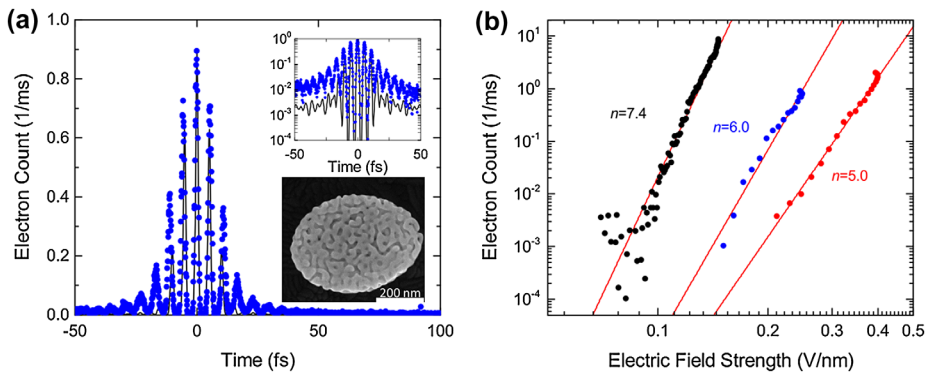 (a)
Electron Count (1/ms)
1.0
0.8
0.6
0.4
0.2
0.0
-50
0
50
100
Time (fs)
10^0
10^-1
10^-2
10^-3
10^-4
-50
0
50
Time (fs)
200 nm
(b)
Electron Count (1/ms)
10^1
10^0
10^-1
10^-2
10^-3
10^-4
n=7.4
n=6.0
n=5.0
0.1
0.2
0.3
0.4
0.5
Electric Field Strength (V/nm)